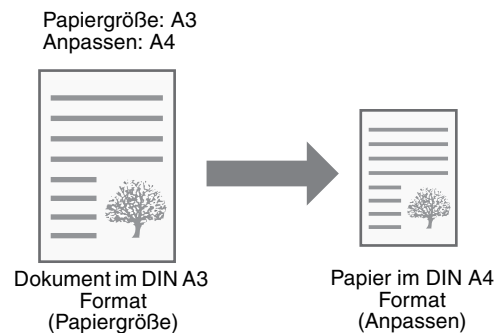 Papiergröße: A3
Anpassen: A4
Dokument im DIN A3
Format
(Papiergröße)
Papier im DIN A4
Format
(Anpassen)